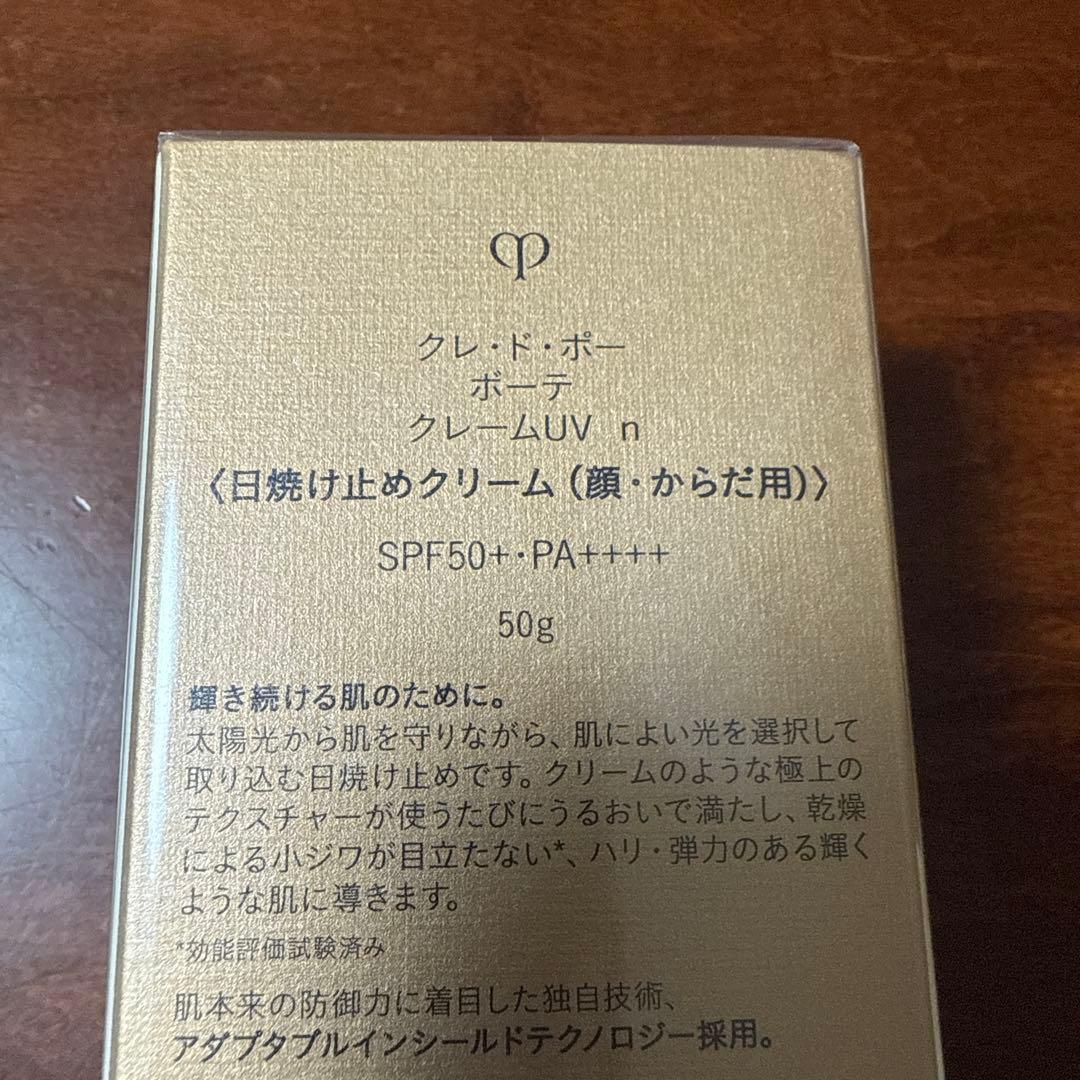 クレ・ド・ポー
ボーテ
クレームUV n
〈日焼け止めクリーム（顔・からだ用）〉
SPF50+・PA++++
50g
輝き続ける肌のために。
太陽光から肌を守りながら、肌によい光を選択して
取り込む日焼け止めです。クリームのような極上の
テクスチャーが使うたびにうるおいで満たし、乾燥
による小ジワが目立たない*、ハリ・弾力のある輝く
ような肌に導きます。
*効能評価試験済み
肌本来の防御力に着目した独自技術、
アダプタブルインシールドテクノロジー採用。